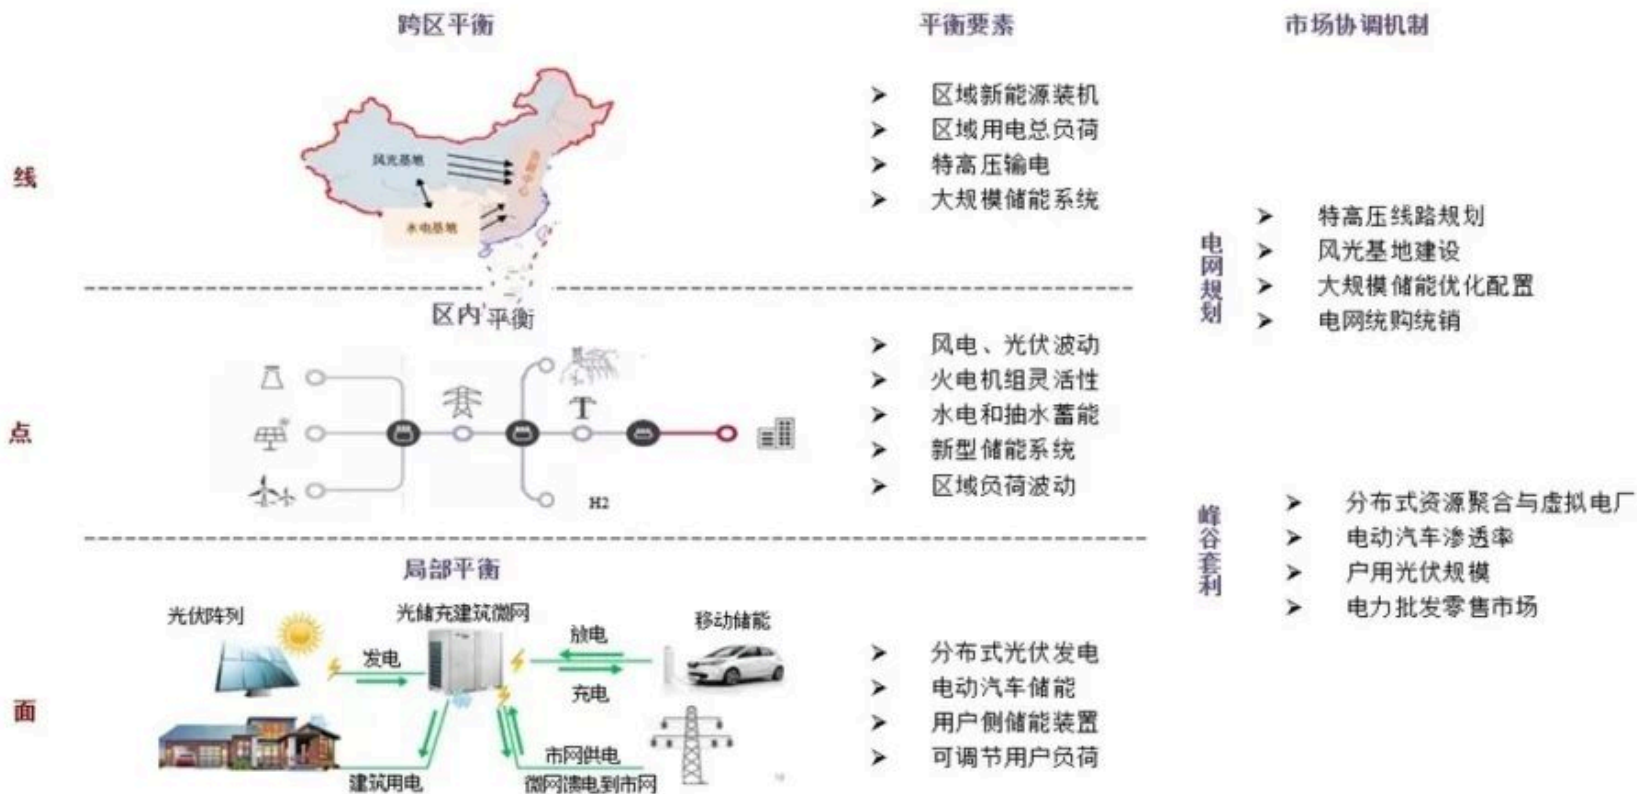 跨区平衡
平衡要素
市场协调机制
线
风光基地
水电基地
区域新能源装机
区域用电总负荷
特高压输电
大规模储能系统
电网规划
特高压线路规划
风光基地建设
大规模储能优化配置
电网统购统销
区内平衡
点
H2
风电、光伏波动
火电机组灵活性
水电和抽水蓄能
新型储能系统
区域负荷波动
峰谷套利
分布式资源聚合与虚拟电厂
电动汽车渗透率
户用光伏规模
电力批发零售市场
局部平衡
面
光伏阵列
光储充建筑微网
移动储能
发电
放电
充电
建筑用电
市网供电
微网馈电到市网
分布式光伏发电
电动汽车储能
用户侧储能装置
可调节用户负荷